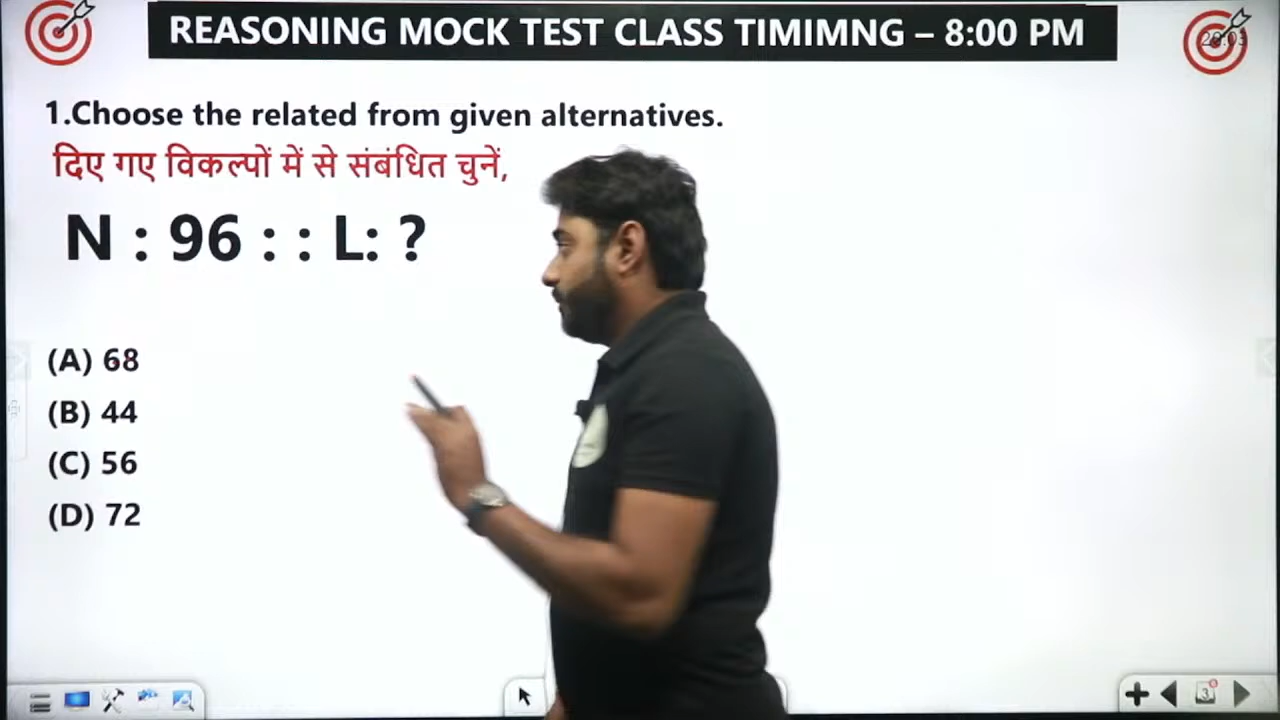 REASONING MOCK TEST CLASS TIMIMNG – 8:00 PM
1.Choose the related from given alternatives.
दिए गए विकल्पों में से संबंधित चुनें,
N : 96 : : L: ?
(A) 68
(B) 44
(C) 56
(D) 72
3